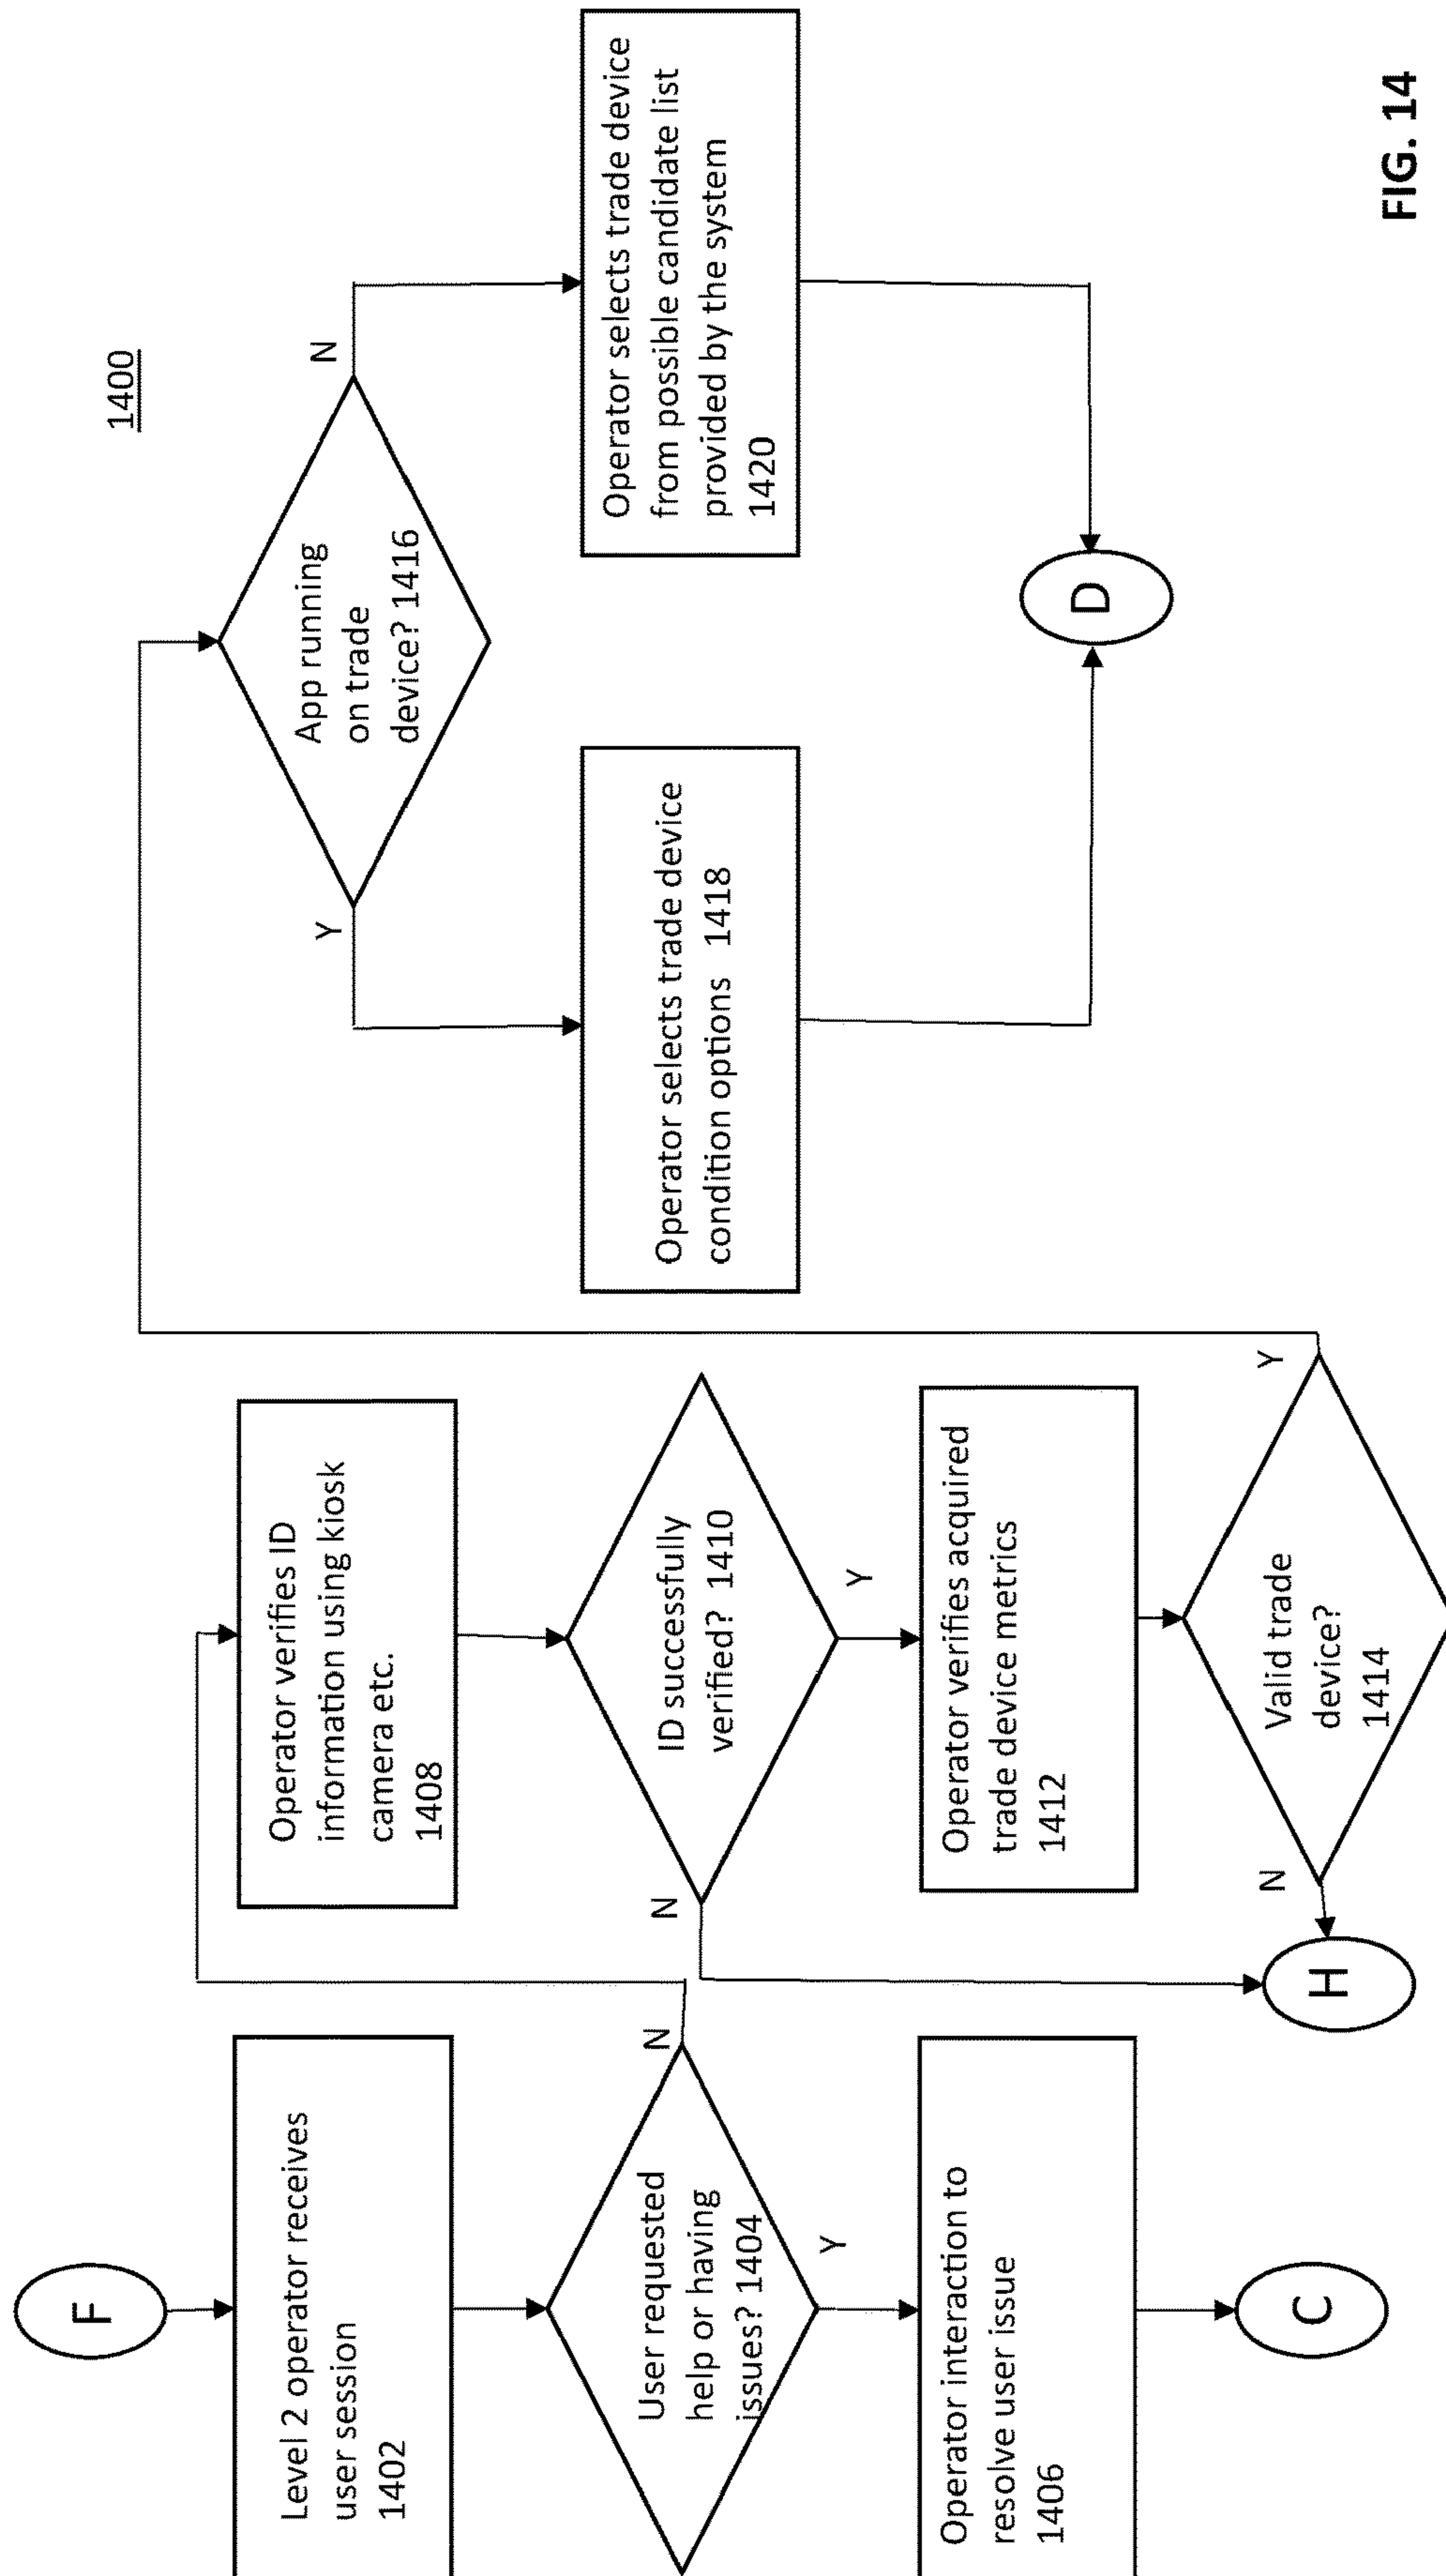 1400
F
Level 2 operator receives
user session
1402
User requested
help or having
issues? 1404
N
Y
Operator interaction to
resolve user issue
1406
C
Operator verifies ID
information using kiosk
camera etc.
1408
ID successfully
verified? 1410
N
Y
Operator verifies acquired
trade device metrics
1412
Valid trade
device?
1414
N
Y
H
App running
on trade
device? 1416
Y
N
Operator selects trade device
condition options 1418
Operator selects trade device
from possible candidate list
provided by the system
1420
D
FIG. 14